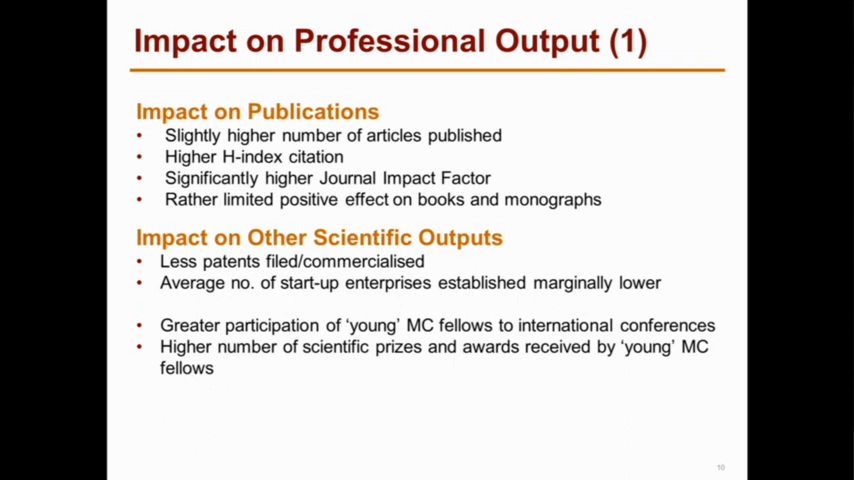 Impact on Professional Output (1)
Impact on Publications
• Slightly higher number of articles published
• Higher H-index citation
• Significantly higher Journal Impact Factor
• Rather limited positive effect on books and monographs
Impact on Other Scientific Outputs
• Less patents filed/commercialised
• Average no. of start-up enterprises established marginally lower
• Greater participation of ‘young’ MC fellows to international conferences
• Higher number of scientific prizes and awards received by ‘young’ MC
fellows
10